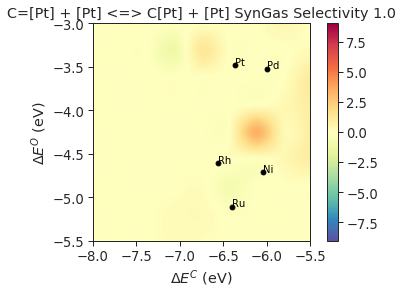 C=[Pt] + [Pt] <=> C[Pt] + [Pt] SynGas Selectivity 1.0
−3.0
−3.5
−4.0
−4.5
−5.0
−5.5
ΔE^O (eV)
Pt
Pd
Rh
Ni
Ru
−8.0 −7.5 −7.0 −6.5 −6.0 −5.5
ΔE^C (eV)
7.5
5.0
2.5
0.0
−2.5
−5.0
−7.5